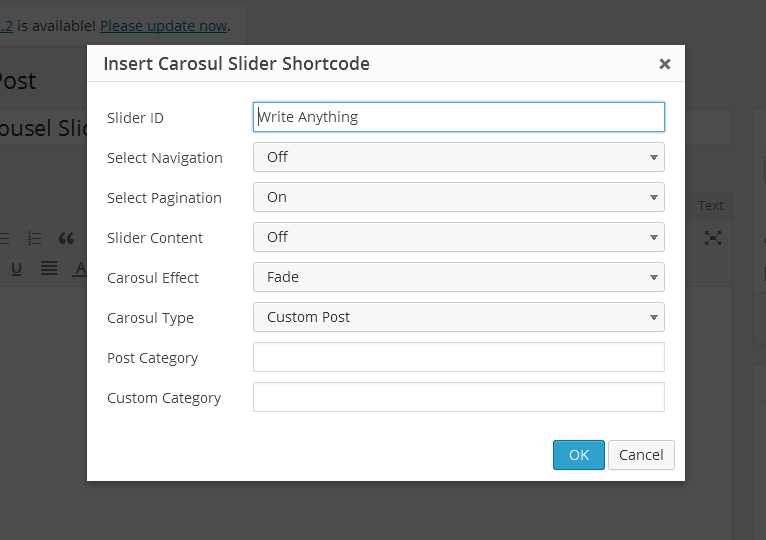 .2 is available! Please update now.
Insert Carosul Slider Shortcode
Post
ousel Slid
Slider ID
Write Anything
Select Navigation
Off
Select Pagination
On
Text
Slider Content
Off
Carosul Effect
Fade
Carosul Type
Custom Post
Post Category
Custom Category
OK
Cancel